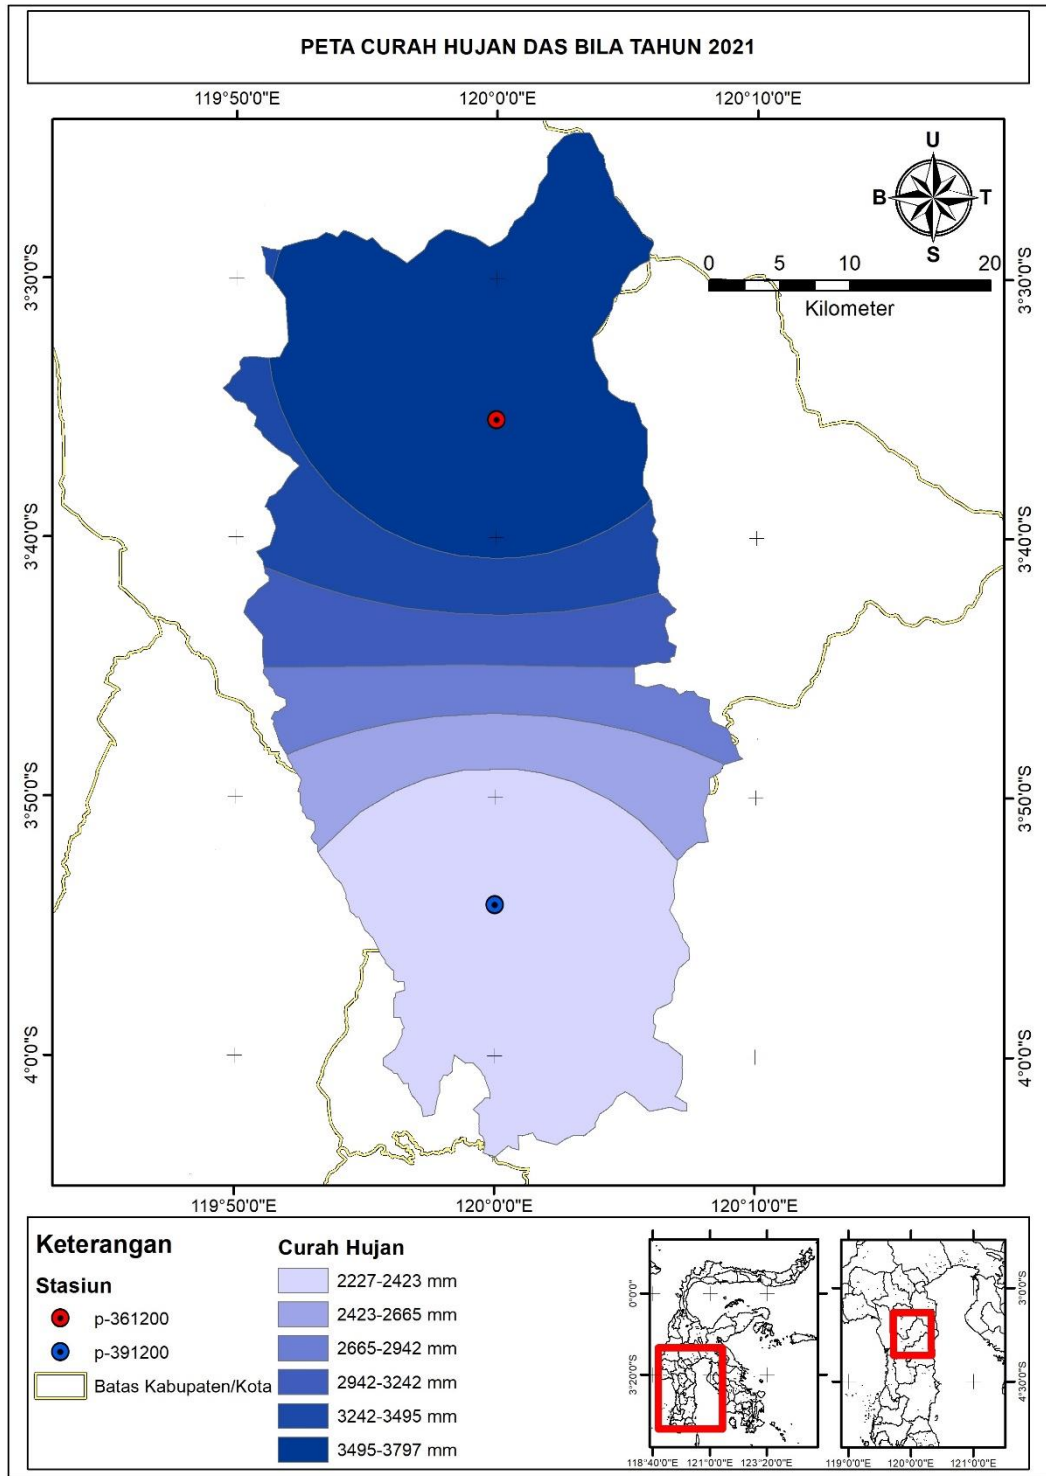 PETA CURAH HUJAN DAS BILA TAHUN 2021
119°50'0"E 120°0'0"E 120°10'0"E
U
B T
S
0 5 10 20
Kilometer
3°30'0"S 3°30'0"S
3°40'0"S 3°40'0"S
3°50'0"S 3°50'0"S
4°0'0"S 4°0'0"S
119°50'0"E 120°0'0"E 120°10'0"E
Keterangan
Stasiun
p-361200
p-391200
Batas Kabupaten/Kota
Curah Hujan
2227-2423 mm
2423-2665 mm
2665-2942 mm
2942-3242 mm
3242-3495 mm
3495-3797 mm
0°0'0"
3°20'0"S
118°40'0"E 121°0'0"E 123°20'0"E
3°0'0"S
4°30'0"S
119°0'0"E 120°0'0"E 121°0'0"E